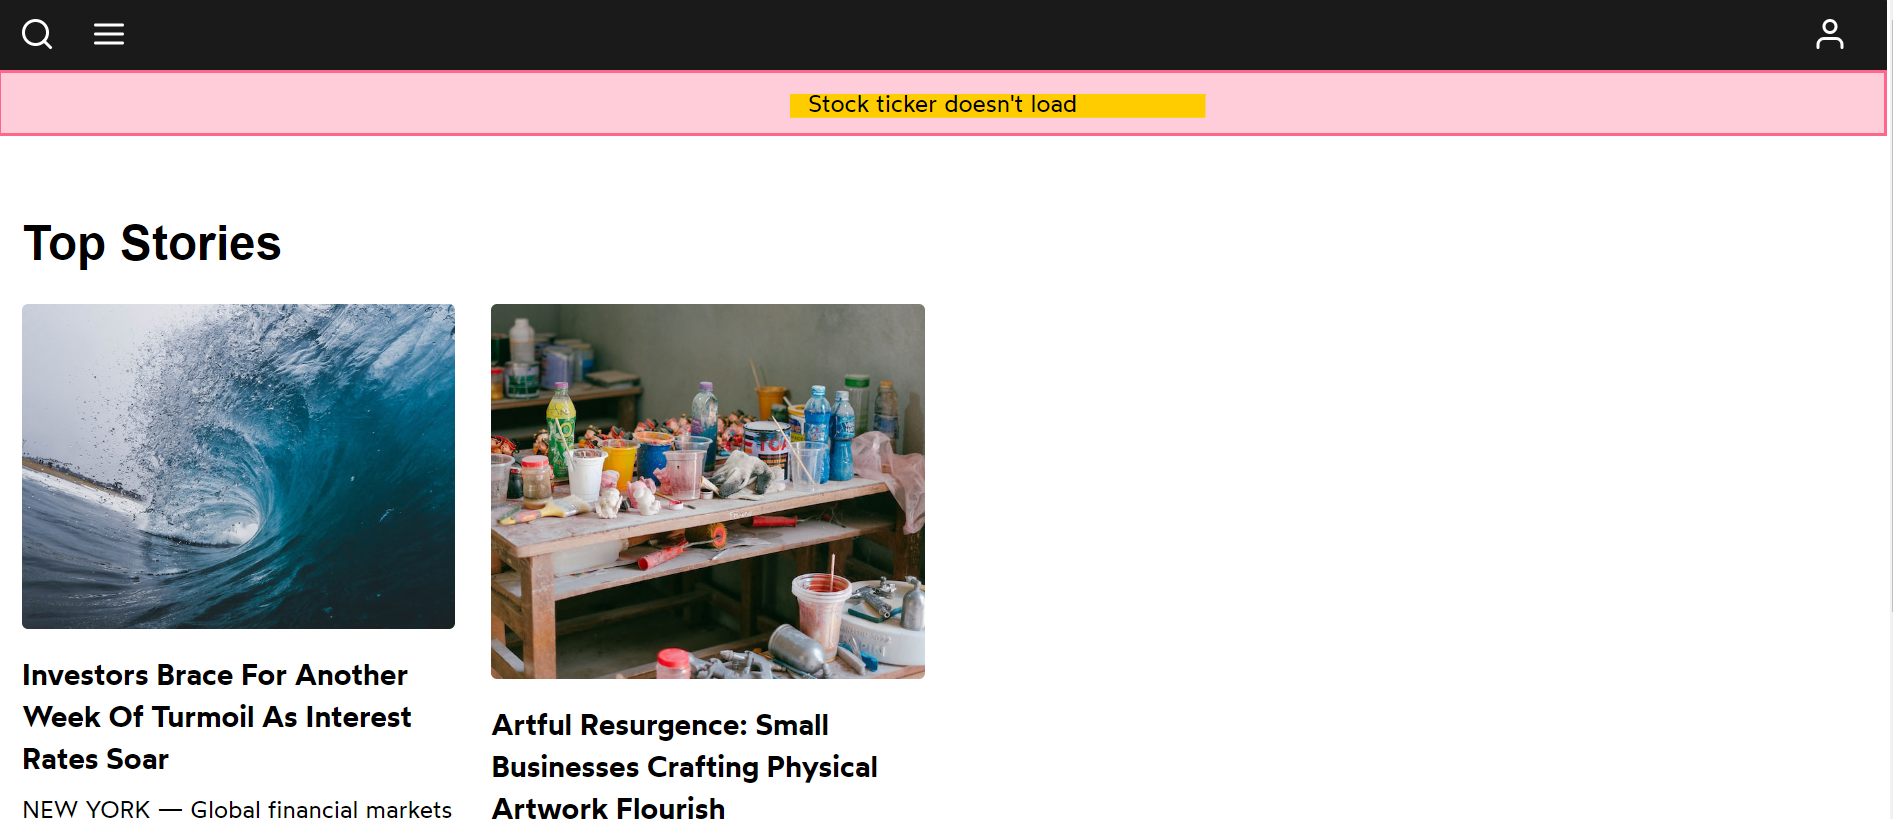 Stock ticker doesn't load
Top Stories
Investors Brace For Another
Week Of Turmoil As Interest
Rates Soar
NEW YORK — Global financial markets
Artful Resurgence: Small
Businesses Crafting Physical
Artwork Flourish